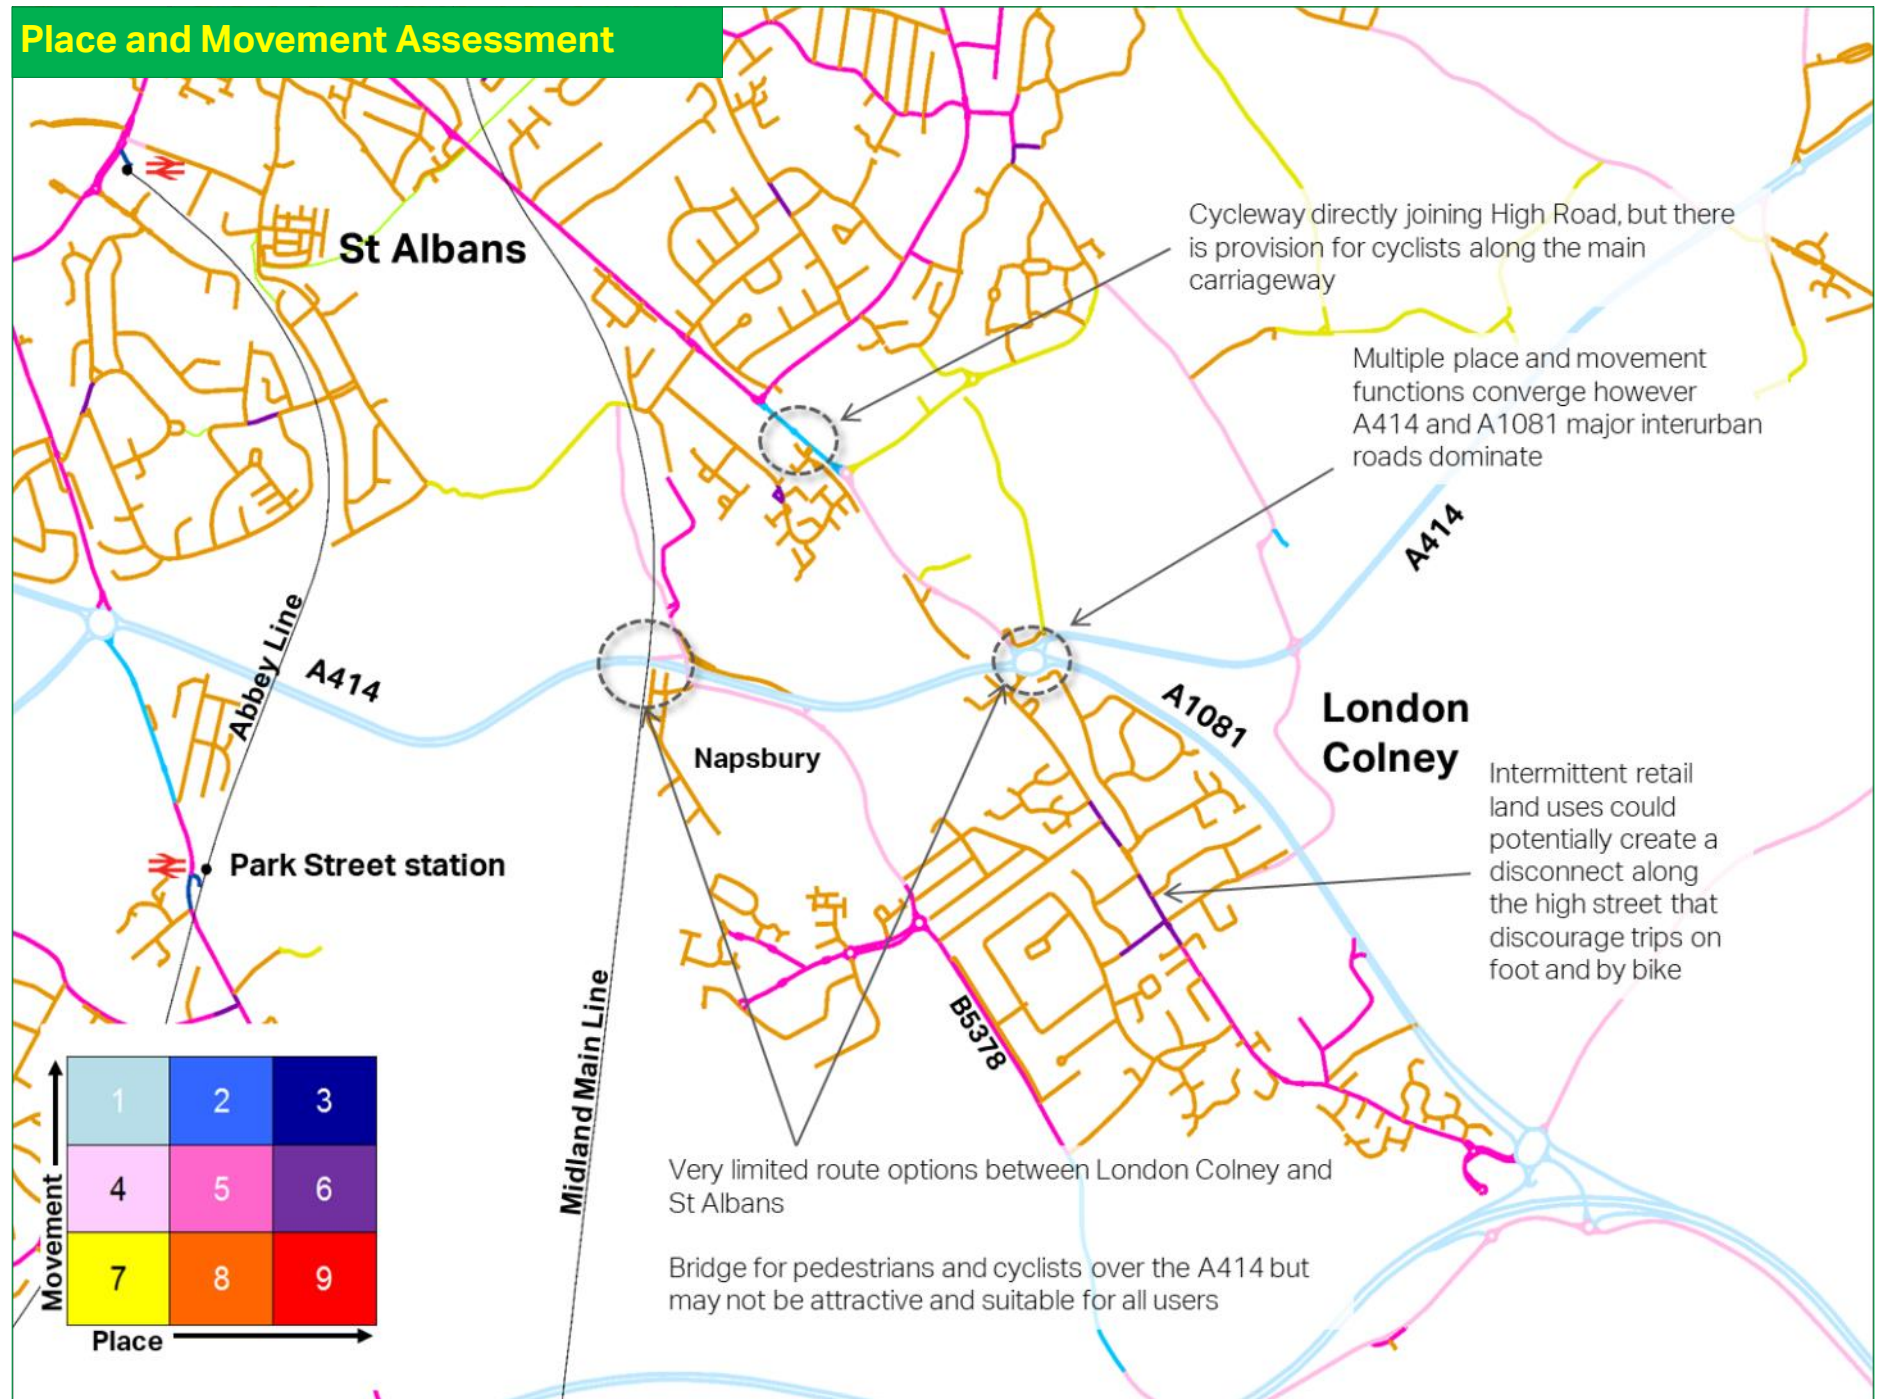 Place and Movement Assessment
St Albans
Cycleway directly joining High Road, but there
is provision for cyclists along the main
carriageway
Multiple place and movement
functions converge however
A414 and A1081 major interurban
roads dominate
A414
Abbey Line
A414
A1081
London
Colney
Napsbury
Intermittent retail
land uses could
potentially create a
disconnect along
the high street that
discourage trips on
foot and by bike
Park Street station
Midland Main Line
B5378
Very limited route options between London Colney and
St Albans
Bridge for pedestrians and cyclists over the A414 but
may not be attractive and suitable for all users
Movement
1 2 3
4 5 6
7 8 9
Place